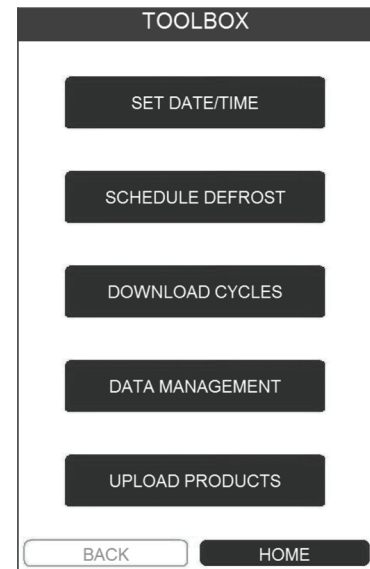 TOOLBOX
SET DATE/TIME
SCHEDULE DEFROST
DOWNLOAD CYCLES
DATA MANAGEMENT
UPLOAD PRODUCTS
BACK HOME